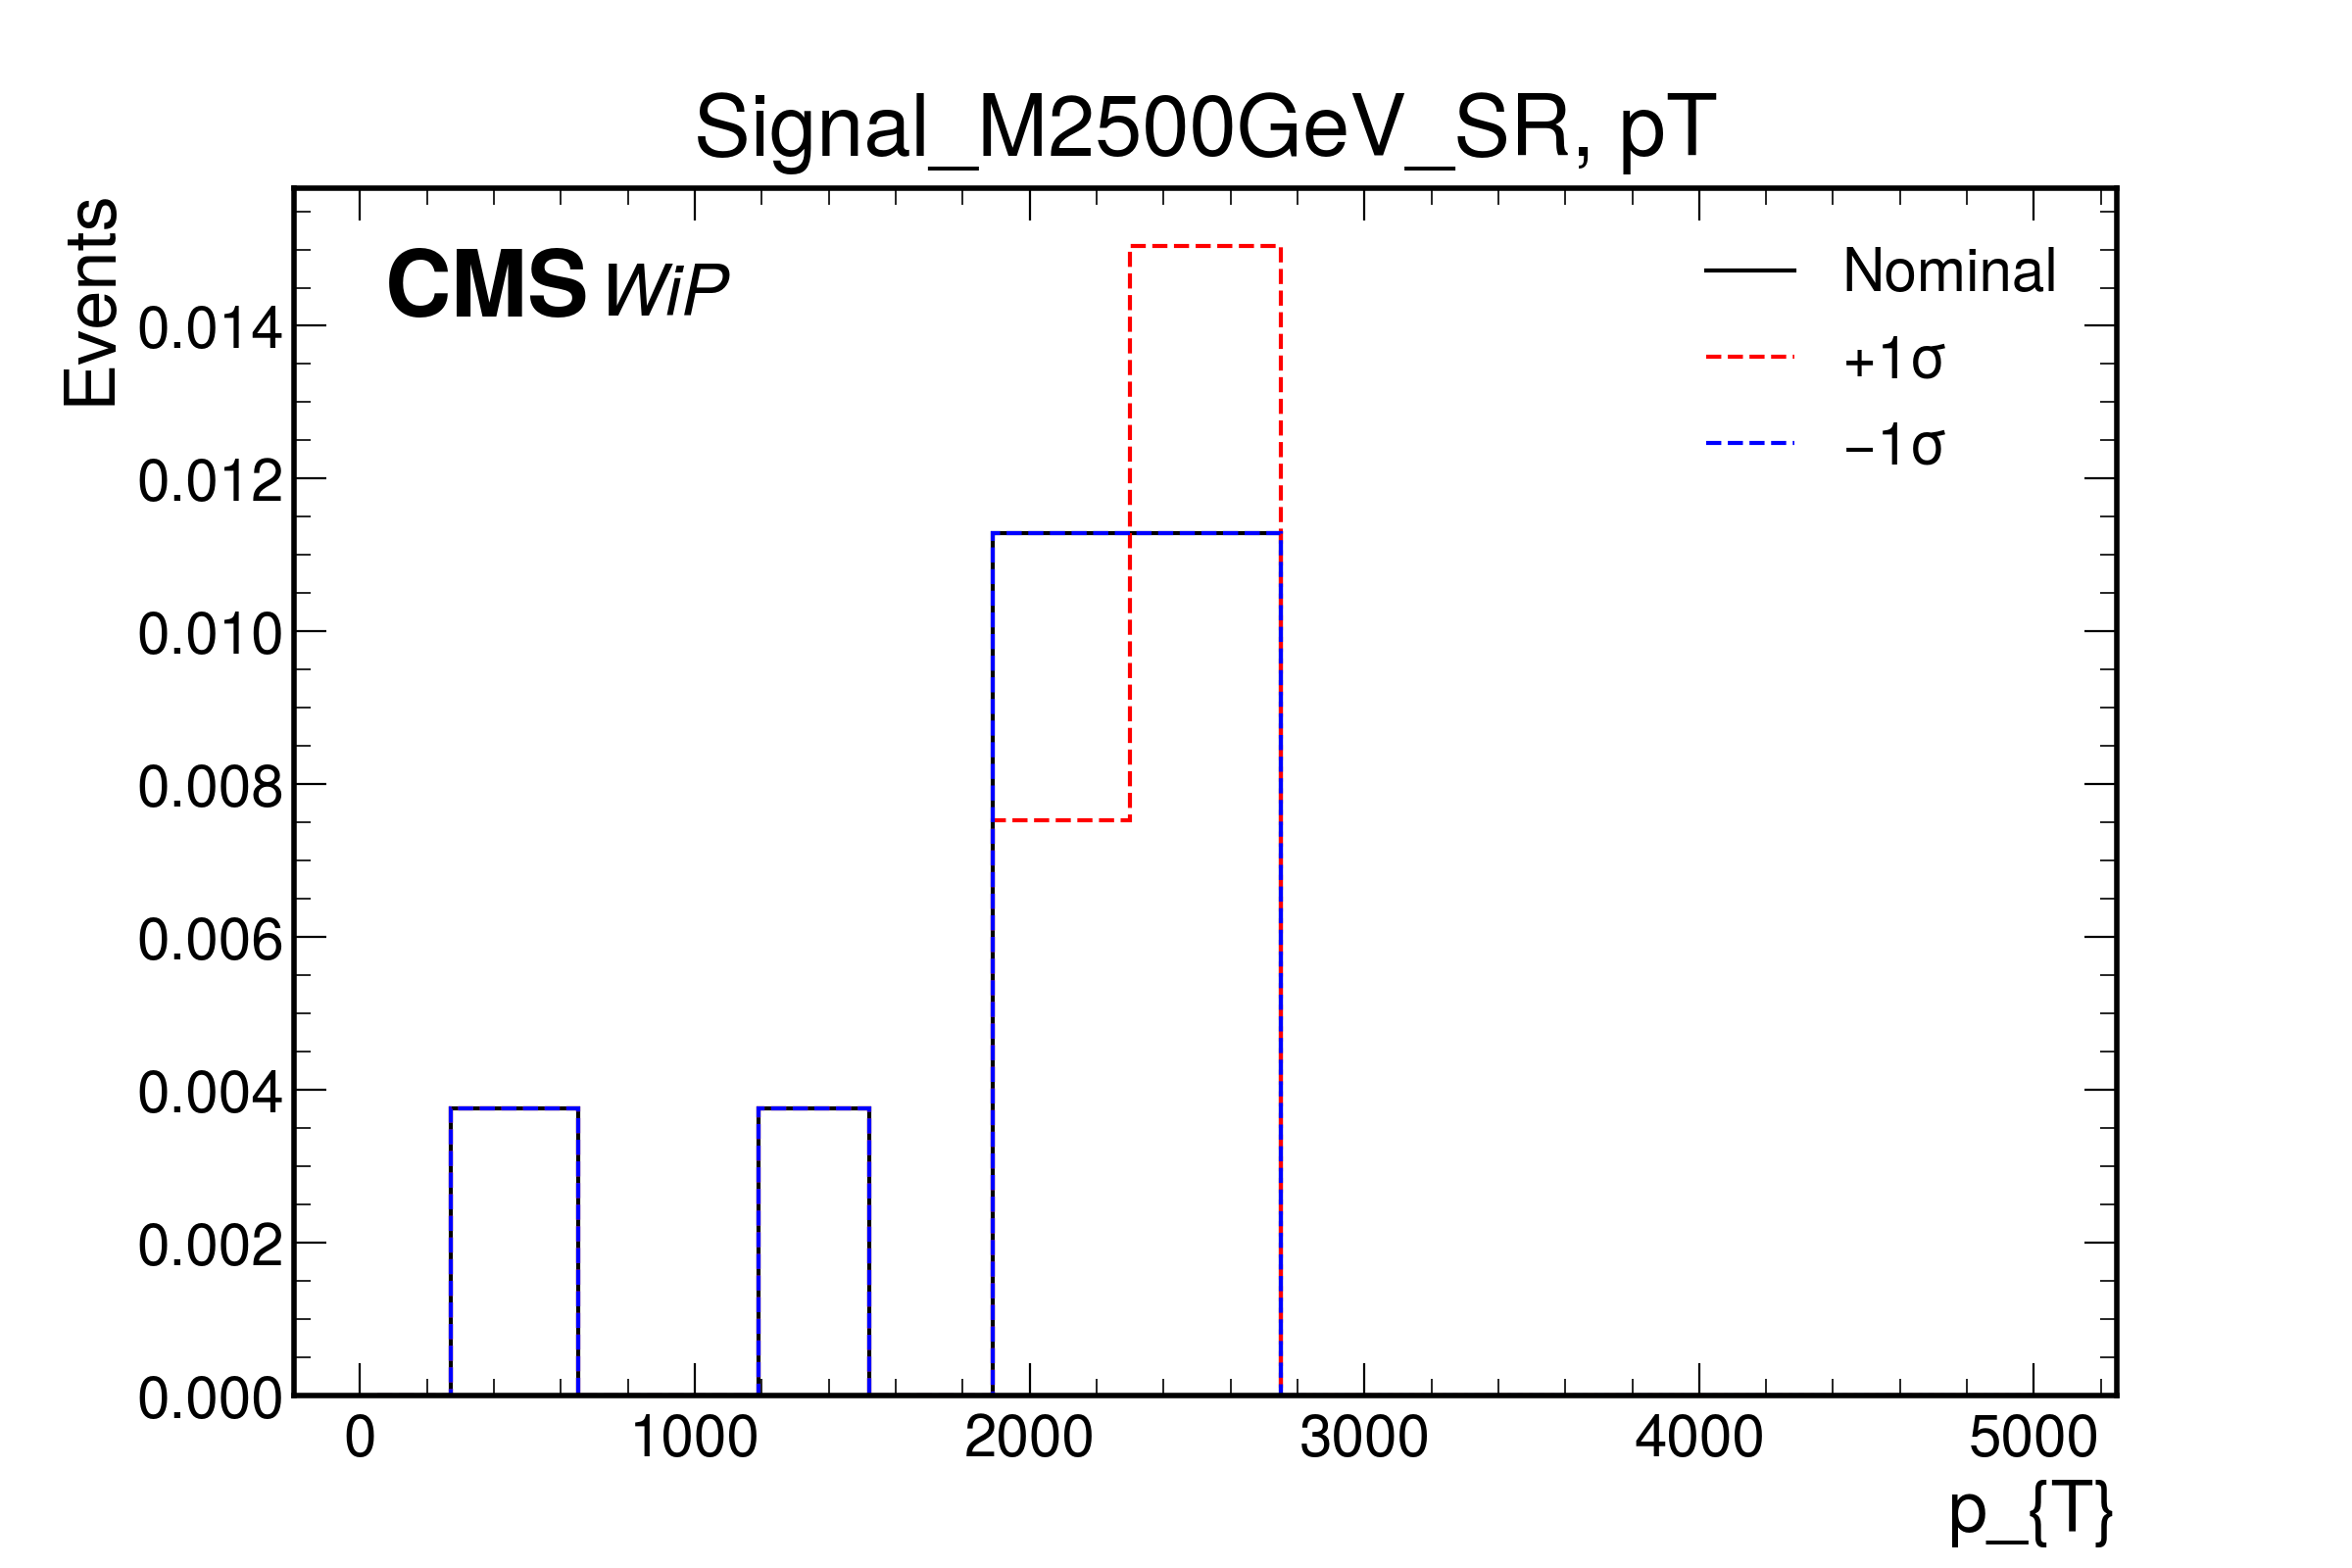 Signal_M2500GeV_SR, pT
Events
CMS WiP
Nominal
+1σ
−1σ
0.014
0.012
0.010
0.008
0.006
0.004
0.002
0.000
0 1000 2000 3000 4000 5000
p_{T}